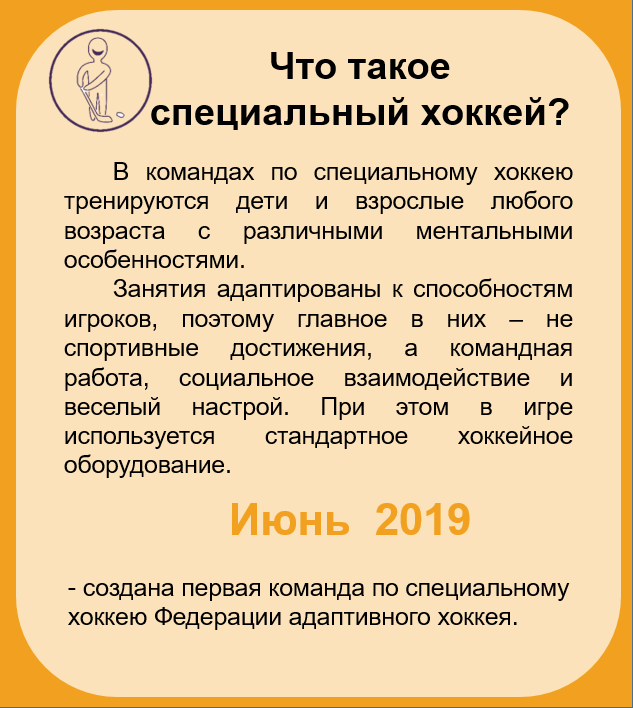 Что такое
специальный хоккей?
В командах по специальному хоккею
тренируются дети и взрослые любого
возраста с различными ментальными
особенностями.
Занятия адаптированы к способностям
игроков, поэтому главное в них – не
спортивные достижения, а командная
работа, социальное взаимодействие и
веселый настрой. При этом в игре
используется стандартное хоккейное
оборудование.
Июнь 2019
- создана первая команда по специальному
хоккею Федерации адаптивного хоккея.